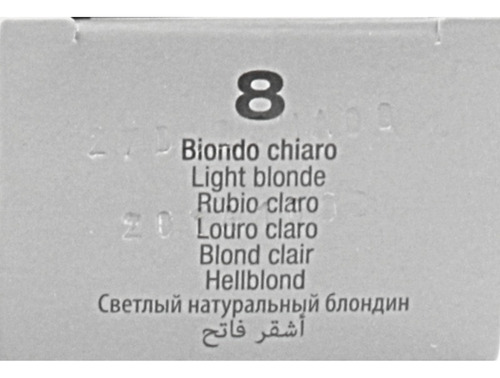 8
Biondo chiaro
Light blonde
Rubio claro
Louro claro
Blond clair
Hellblond
Светлый натуральный блондин
أشقر فاتح